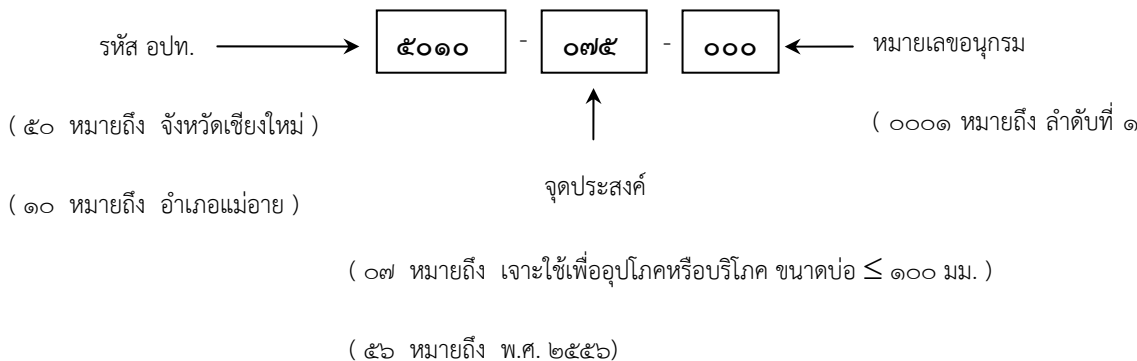 รหัส อปท. ๕๐๑๐ - ๐๗๕ - ๐๐๐ หมายเลขอนุกรม
( ๕๐ หมายถึง จังหวัดเชียงใหม่ ) ( ๐๐๐๑ หมายถึง ลำดับที่ ๑
จุดประสงค์
( ๑๐ หมายถึง อำเภอแม่อาย )
( ๐๗ หมายถึง เจาะใช้เพื่ออุปโภคหรือบริโภค ขนาดบ่อ ≤ ๑๐๐ มม. )
( ๕๖ หมายถึง พ.ศ. ๒๕๕๖)